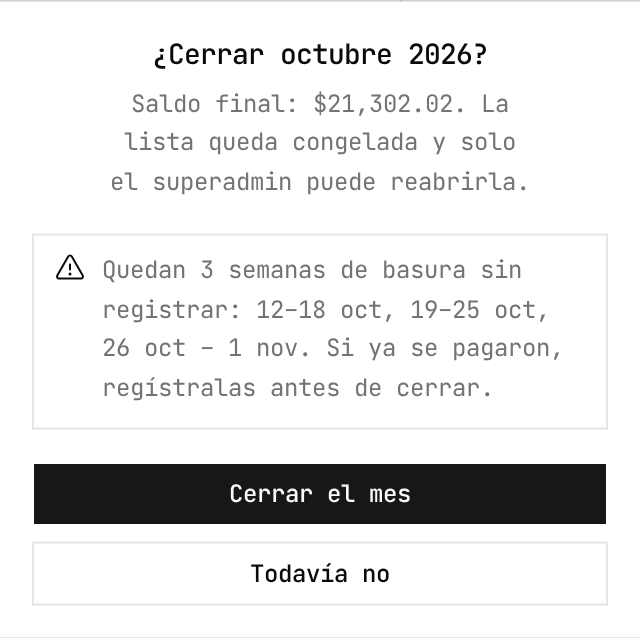 ¿Cerrar octubre 2026?
Saldo final: $21,302.02. La
lista queda congelada y solo
el superadmin puede reabrirla.
Quedan 3 semanas de basura sin
registrar: 12–18 oct, 19–25 oct,
26 oct – 1 nov. Si ya se pagaron,
regístralas antes de cerrar.
Cerrar el mes
Todavía no